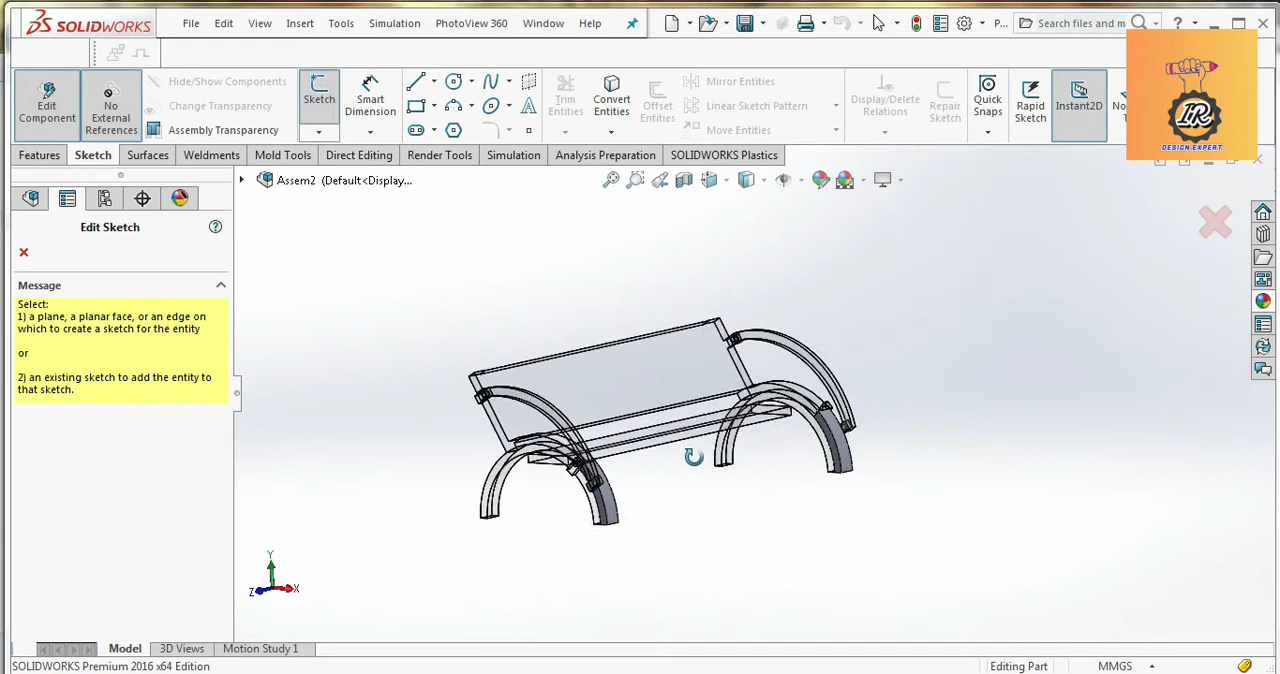 SOLIDWORKS
File Edit View Insert Tools Simulation PhotoView 360 Window Help
P...
Search files and m
Edit Component
No External References
Hide/Show Components
Change Transparency
Assembly Transparency
Sketch
Smart Dimension
Trim Entities
Convert Entities
Offset Entities
Mirror Entities
Linear Sketch Pattern
Move Entities
Display/Delete Relations
Repair Sketch
Quick Snaps
Rapid Sketch
Instant2D
IR
DESIGN EXPERT
Features Sketch Surfaces Weldments Mold Tools Direct Editing Render Tools Simulation Analysis Preparation SOLIDWORKS Plastics
Assem2 (Default<Display...
Edit Sketch
Message
Select:
1) a plane, a planar face, or an edge on
which to create a sketch for the entity
or
2) an existing sketch to add the entity to
that sketch.
Y
Z
X
Model 3D Views Motion Study 1
SOLIDWORKS Premium 2016 x64 Edition
Editing Part
MMGS